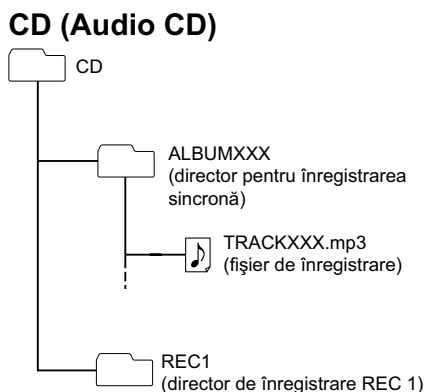 CD (Audio CD)
CD
ALBUMXXX
(director pentru înregistrarea
sincronă)
TRACKXXX.mp3
(fişier de înregistrare)
REC1
(director de înregistrare REC 1)